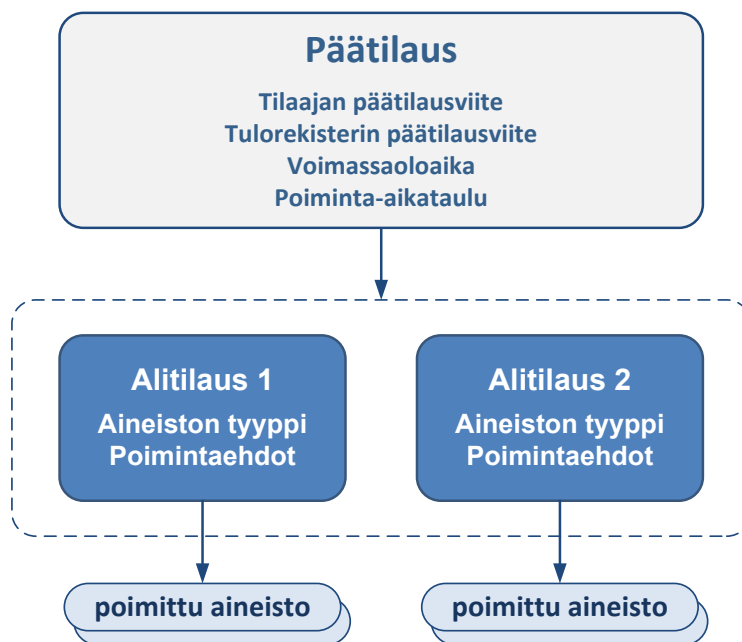 Päätilaus
Tilaajan päätilausviite
Tulorekisterin päätilausviite
Voimassaoloaika
Poiminta-aikataulu
Alitilaus 1
Aineiston tyyppi
Poimintaehdot
Alitilaus 2
Aineiston tyyppi
Poimintaehdot
poimittu aineisto
poimittu aineisto